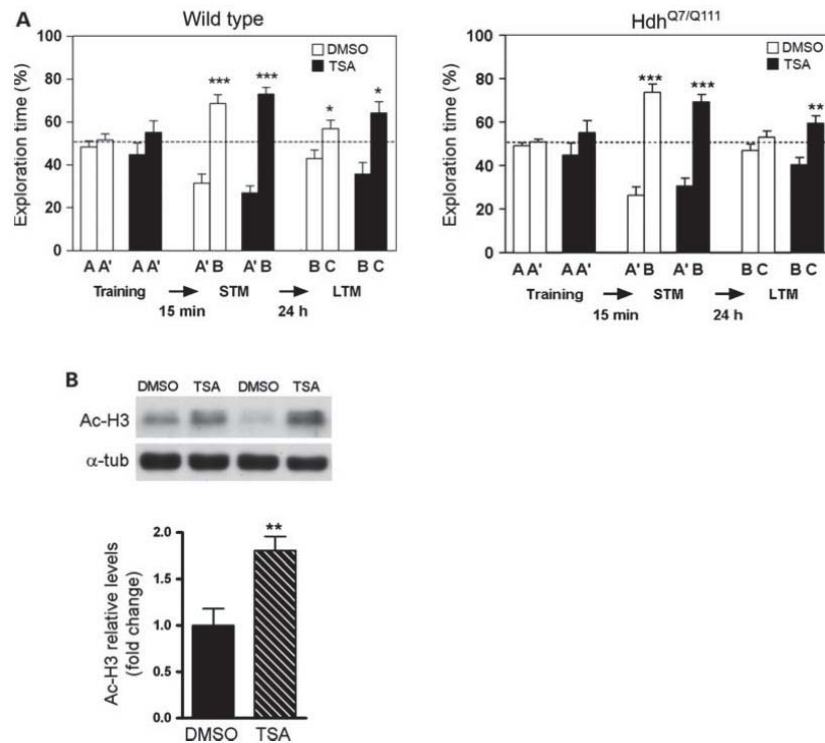 A
Wild type
Exploration time (%)
100
80
60
40
20
0
DMSO
TSA
***
***
*
*
A A' A A' A' B A' B B C B C
Training → STM → LTM
15 min 24 h
Hdh^Q7/Q111
Exploration time (%)
100
80
60
40
20
0
DMSO
TSA
***
***
**
A A' A A' A' B A' B B C B C
Training → STM → LTM
15 min 24 h
B
DMSO TSA DMSO TSA
Ac-H3
α-tub
Ac-H3 relative levels
(fold change)
2.0
1.5
1.0
0.5
0.0
**
DMSO TSA